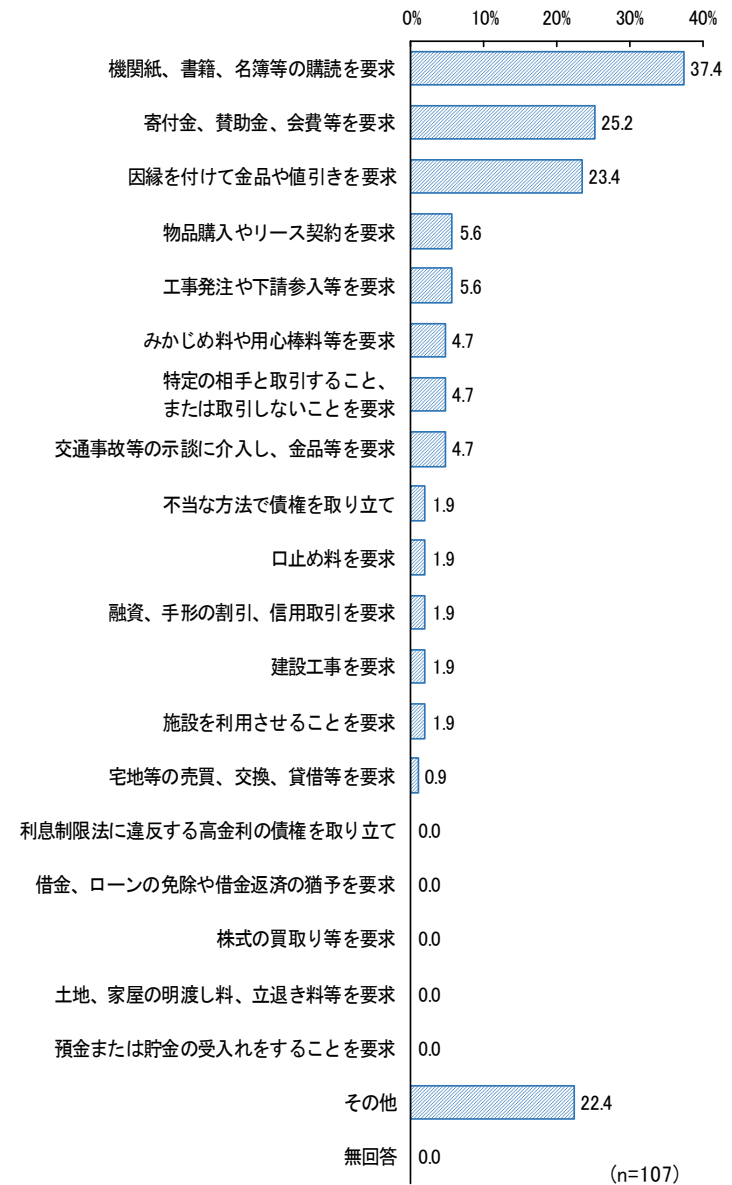 0% 10% 20% 30% 40%
機関紙、書籍、名簿等の購読を要求 37.4
寄付金、賛助金、会費等を要求 25.2
因縁を付けて金品や値引きを要求 23.4
物品購入やリース契約を要求 5.6
工事発注や下請参入等を要求 5.6
みかじめ料や用心棒料等を要求 4.7
特定の相手と取引すること、
または取引しないことを要求 4.7
交通事故等の示談に介入し、金品等を要求 4.7
不当な方法で債権を取り立て 1.9
口止め料を要求 1.9
融資、手形の割引、信用取引を要求 1.9
建設工事を要求 1.9
施設を利用させることを要求 1.9
宅地等の売買、交換、貸借等を要求 0.9
利息制限法に違反する高金利の債権を取り立て 0.0
借金、ローンの免除や借金返済の猶予を要求 0.0
株式の買取り等を要求 0.0
土地、家屋の明渡し料、立退き料等を要求 0.0
預金または貯金の受入れをすることを要求 0.0
その他 22.4
無回答 0.0
(n=107)